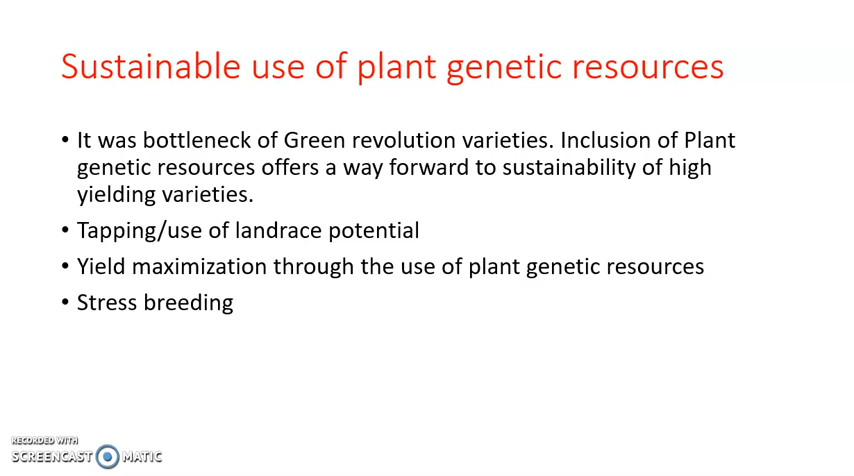 Sustainable use of plant genetic resources
• It was bottleneck of Green revolution varieties. Inclusion of Plant
genetic resources offers a way forward to sustainability of high
yielding varieties.
• Tapping/use of landrace potential
• Yield maximization through the use of plant genetic resources
• Stress breeding
RECORDED WITH
SCREENCAST MATIC